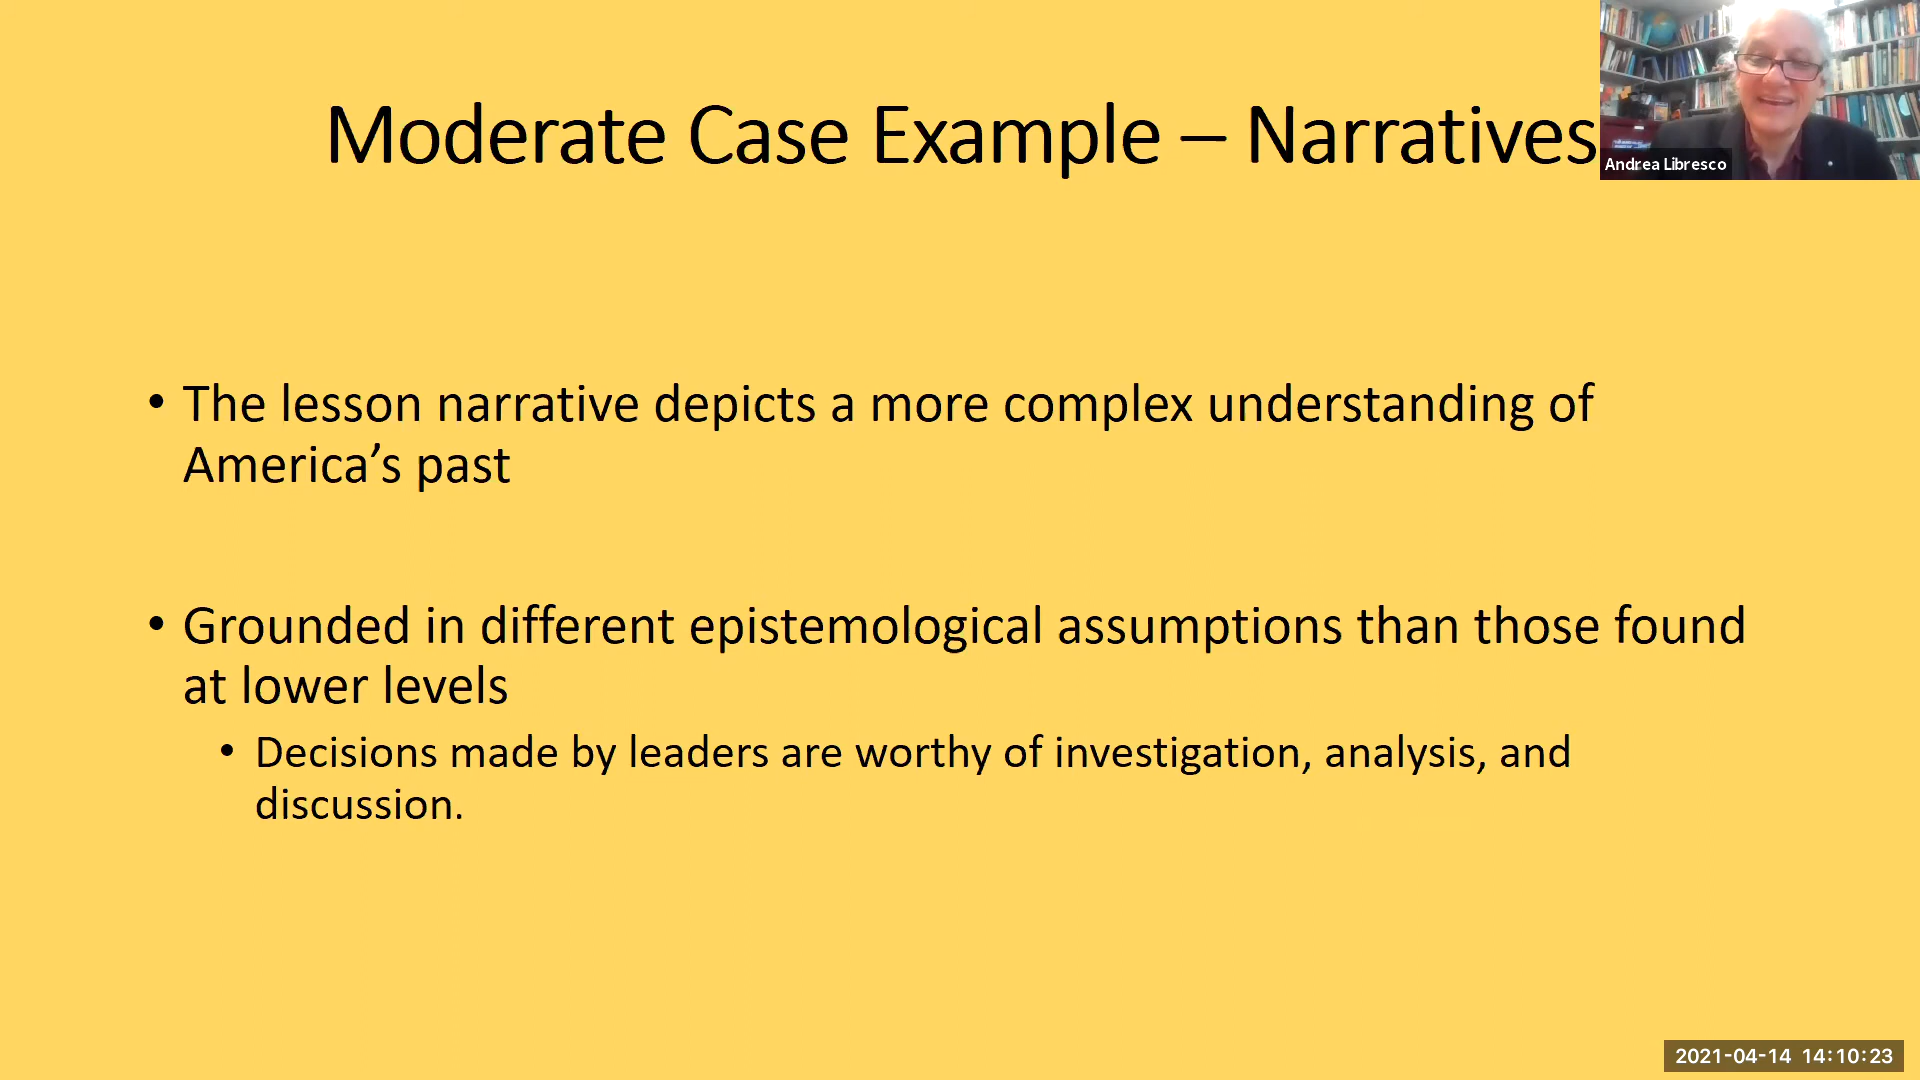 Moderate Case Example – Narratives
Andrea Libresco
• The lesson narrative depicts a more complex understanding of
America’s past
• Grounded in different epistemological assumptions than those found
at lower levels
• Decisions made by leaders are worthy of investigation, analysis, and
discussion.
2021-04-14 14:10:23